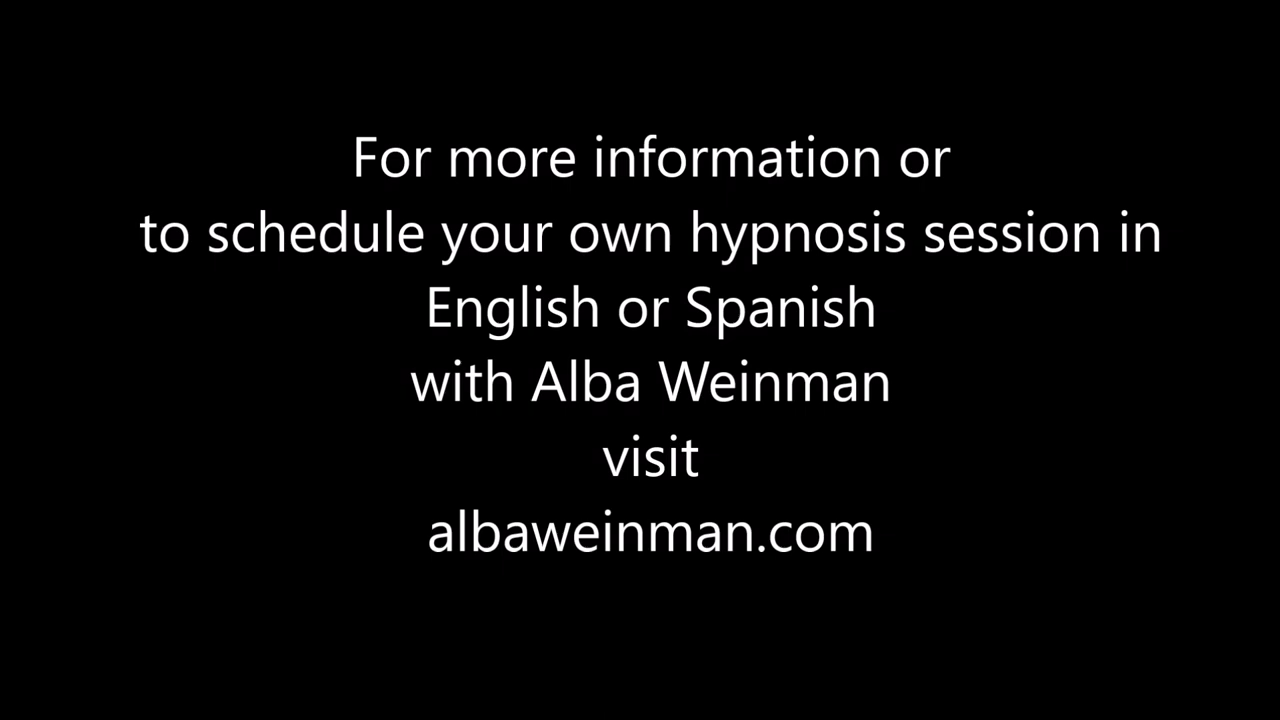 For more information or
to schedule your own hypnosis session in
English or Spanish
with Alba Weinman
visit
albaweinman.com